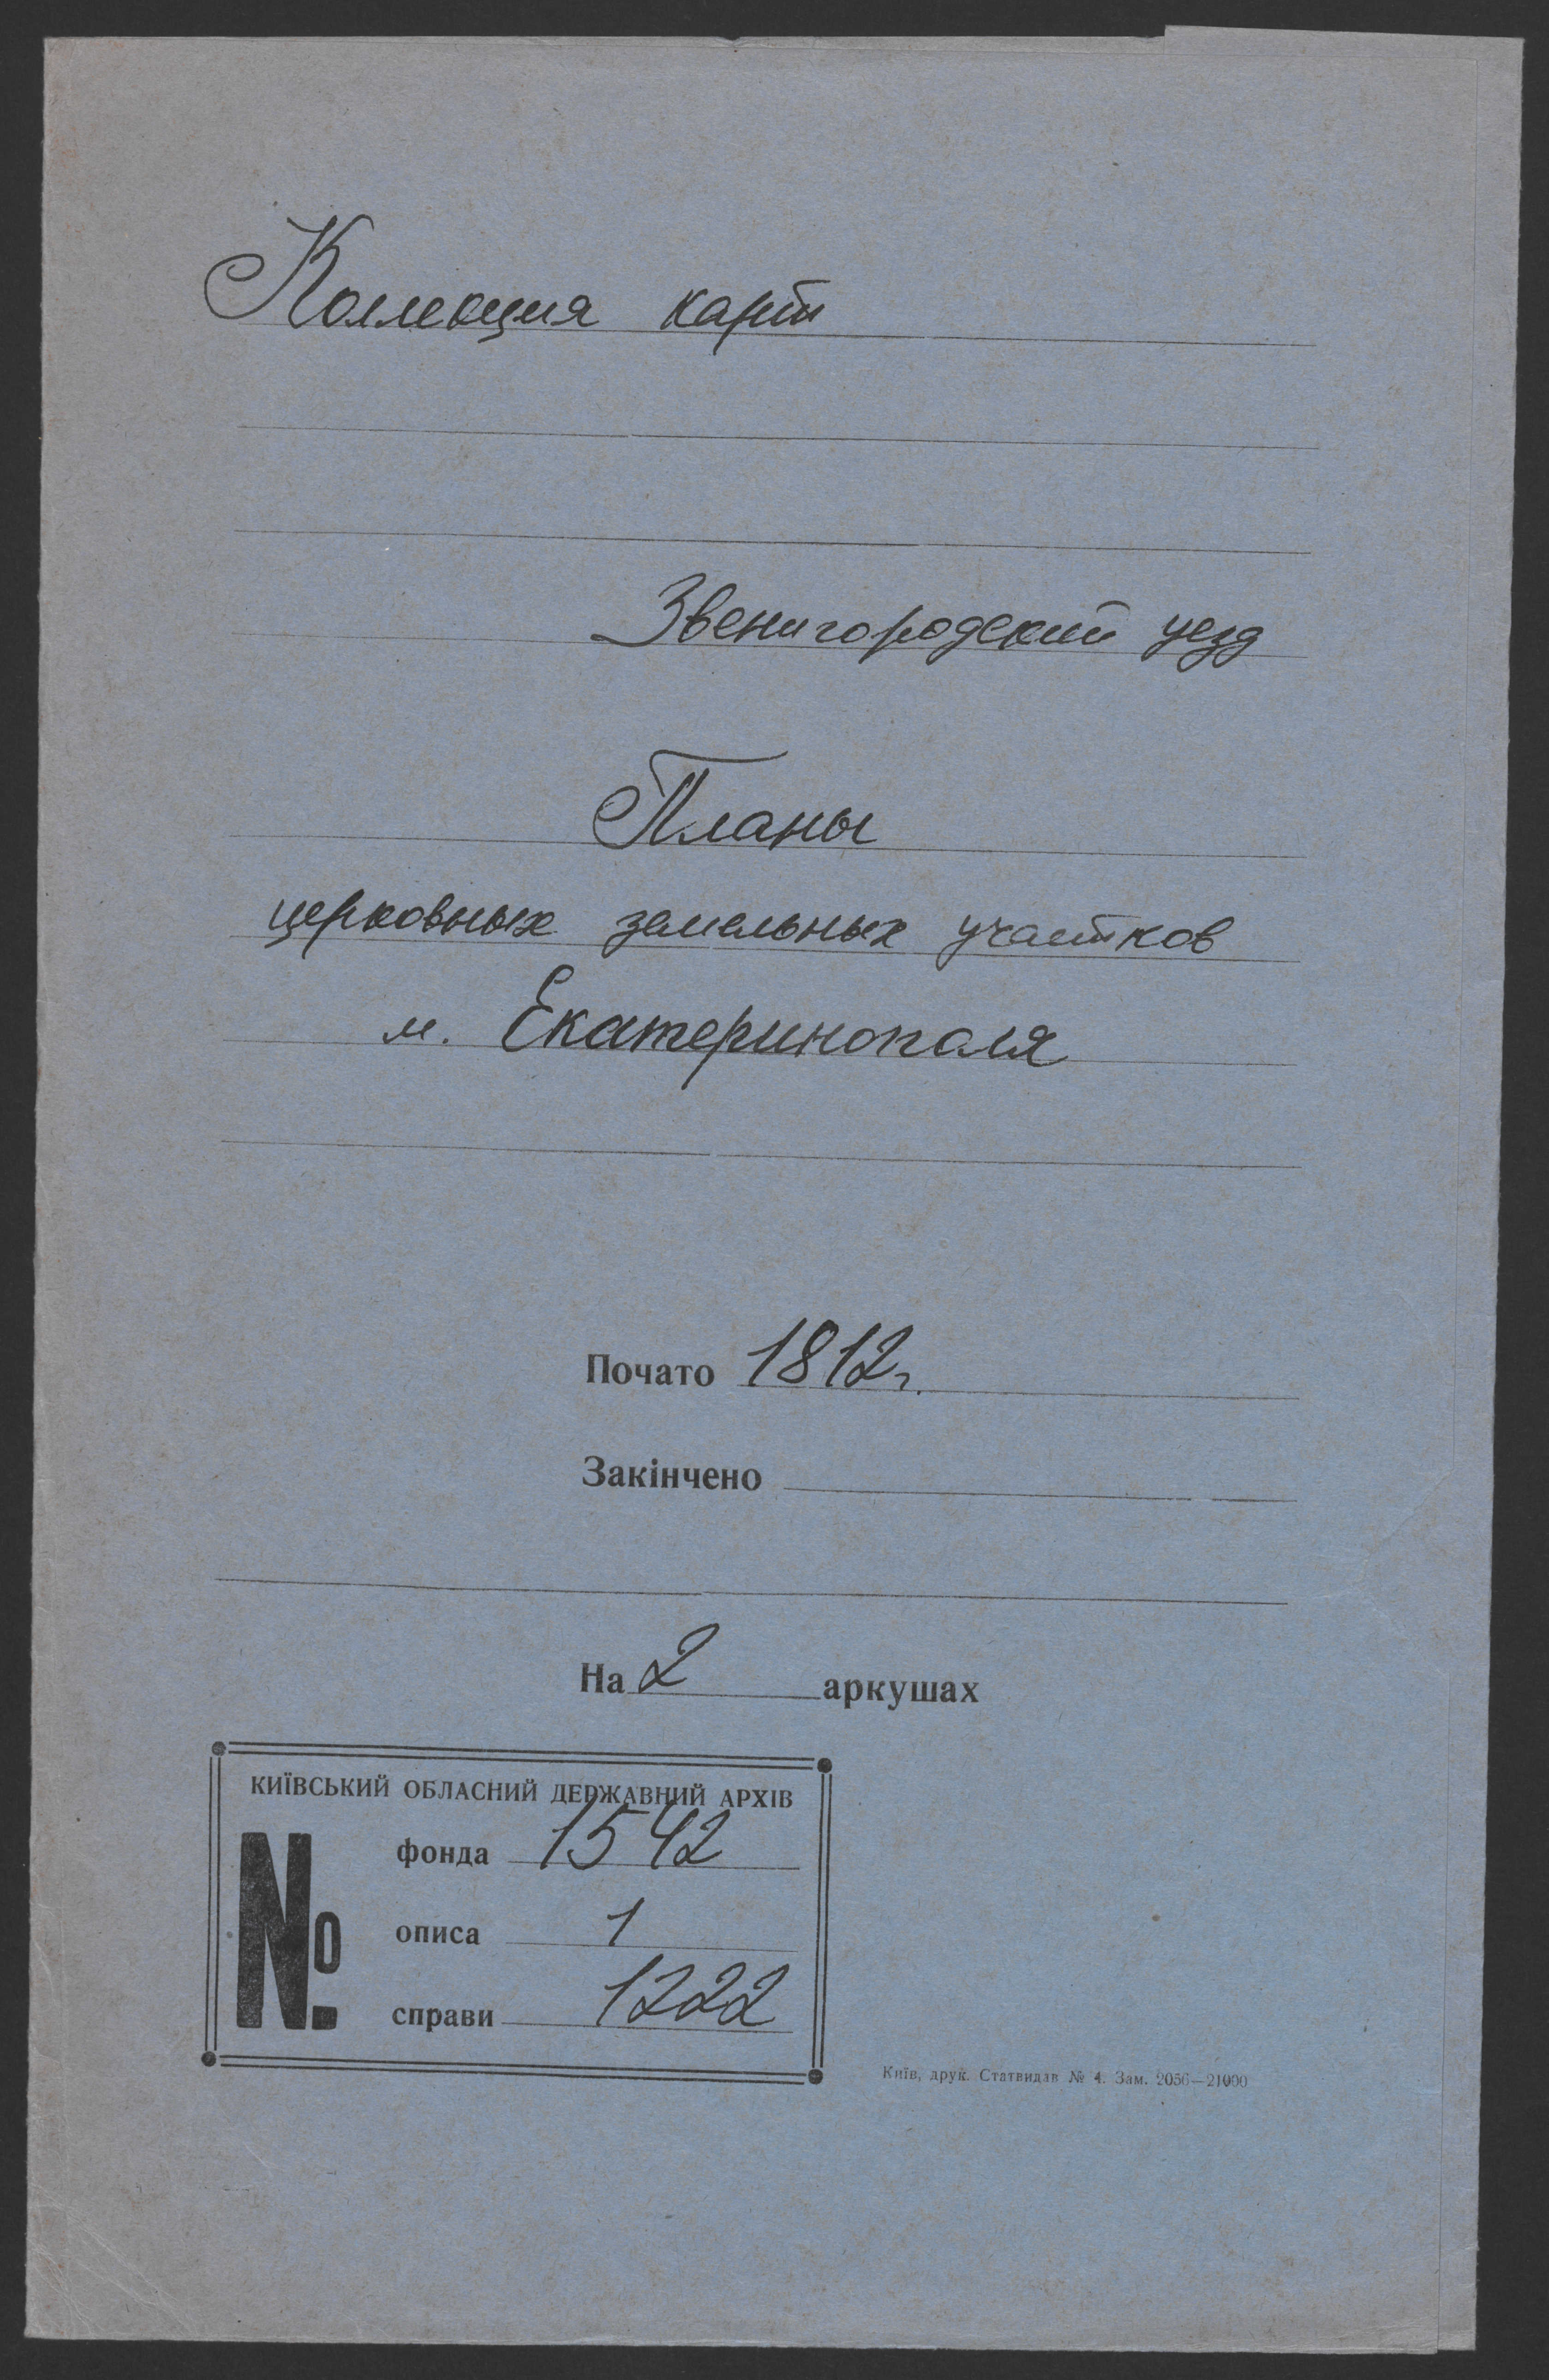 Коллекция карт
Звенигородский уезд
Планы
церковных земельных участков
м. Екатеринополя
Почато 1812 г.
Закінчено
На 2 аркушах
КИЇВСЬКИЙ ОБЛАСНИЙ ДЕРЖАВНИЙ АРХІВ
№
фонда 1542
описа 1
справи 1222
Київ, друк. Статвидав № 4. Зам. 2056—21000